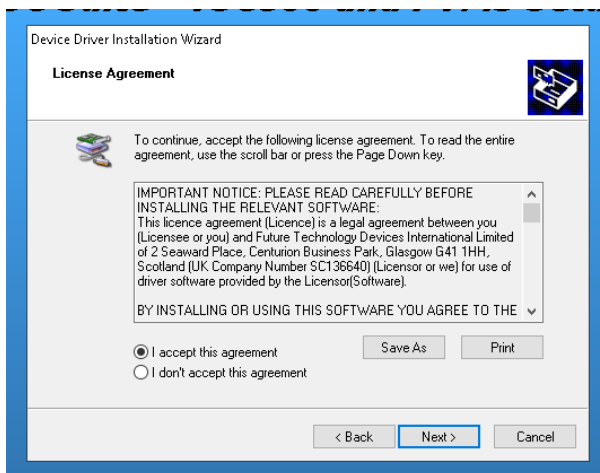 Device Driver Installation Wizard
License Agreement
To continue, accept the following license agreement. To read the entire
agreement, use the scroll bar or press the Page Down key.
IMPORTANT NOTICE: PLEASE READ CAREFULLY BEFORE
INSTALLING THE RELEVANT SOFTWARE:
This licence agreement (Licence) is a legal agreement between you
(Licensee or you) and Future Technology Devices International Limited
of 2 Seaward Place, Centurion Business Park, Glasgow G41 1HH,
Scotland (UK Company Number SC136640) (Licensor or we) for use of
driver software provided by the Licensor(Software).
BY INSTALLING OR USING THIS SOFTWARE YOU AGREE TO THE
I accept this agreement
Save As
Print
I don't accept this agreement
< Back
Next >
Cancel